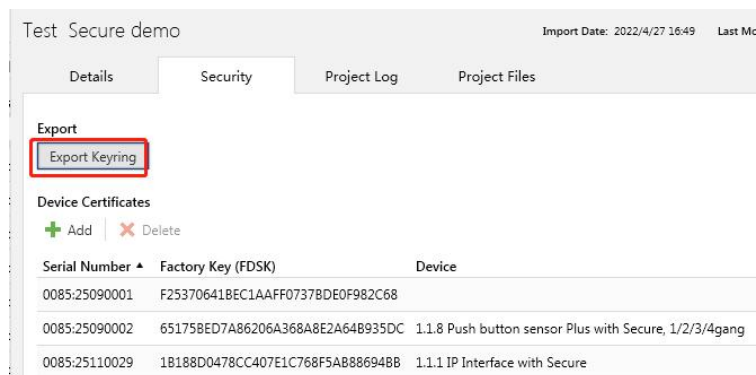 Test Secure demo Import Date: 2022/4/27 16:49 Last Mo
Details Security Project Log Project Files
Export
Export Keyring
Device Certificates
Add Delete
Serial Number Factory Key (FDSK) Device
0085:25090001 F25370641BEC1AAFF0737BDE0F982C68
0085:25090002 65175BED7A86206A368A8E2A64B935DC 1.1.8 Push button sensor Plus with Secure, 1/2/3/4gang
0085:25110029 1B188D0478CC407E1C768F5AB88694BB 1.1.1 IP Interface with Secure